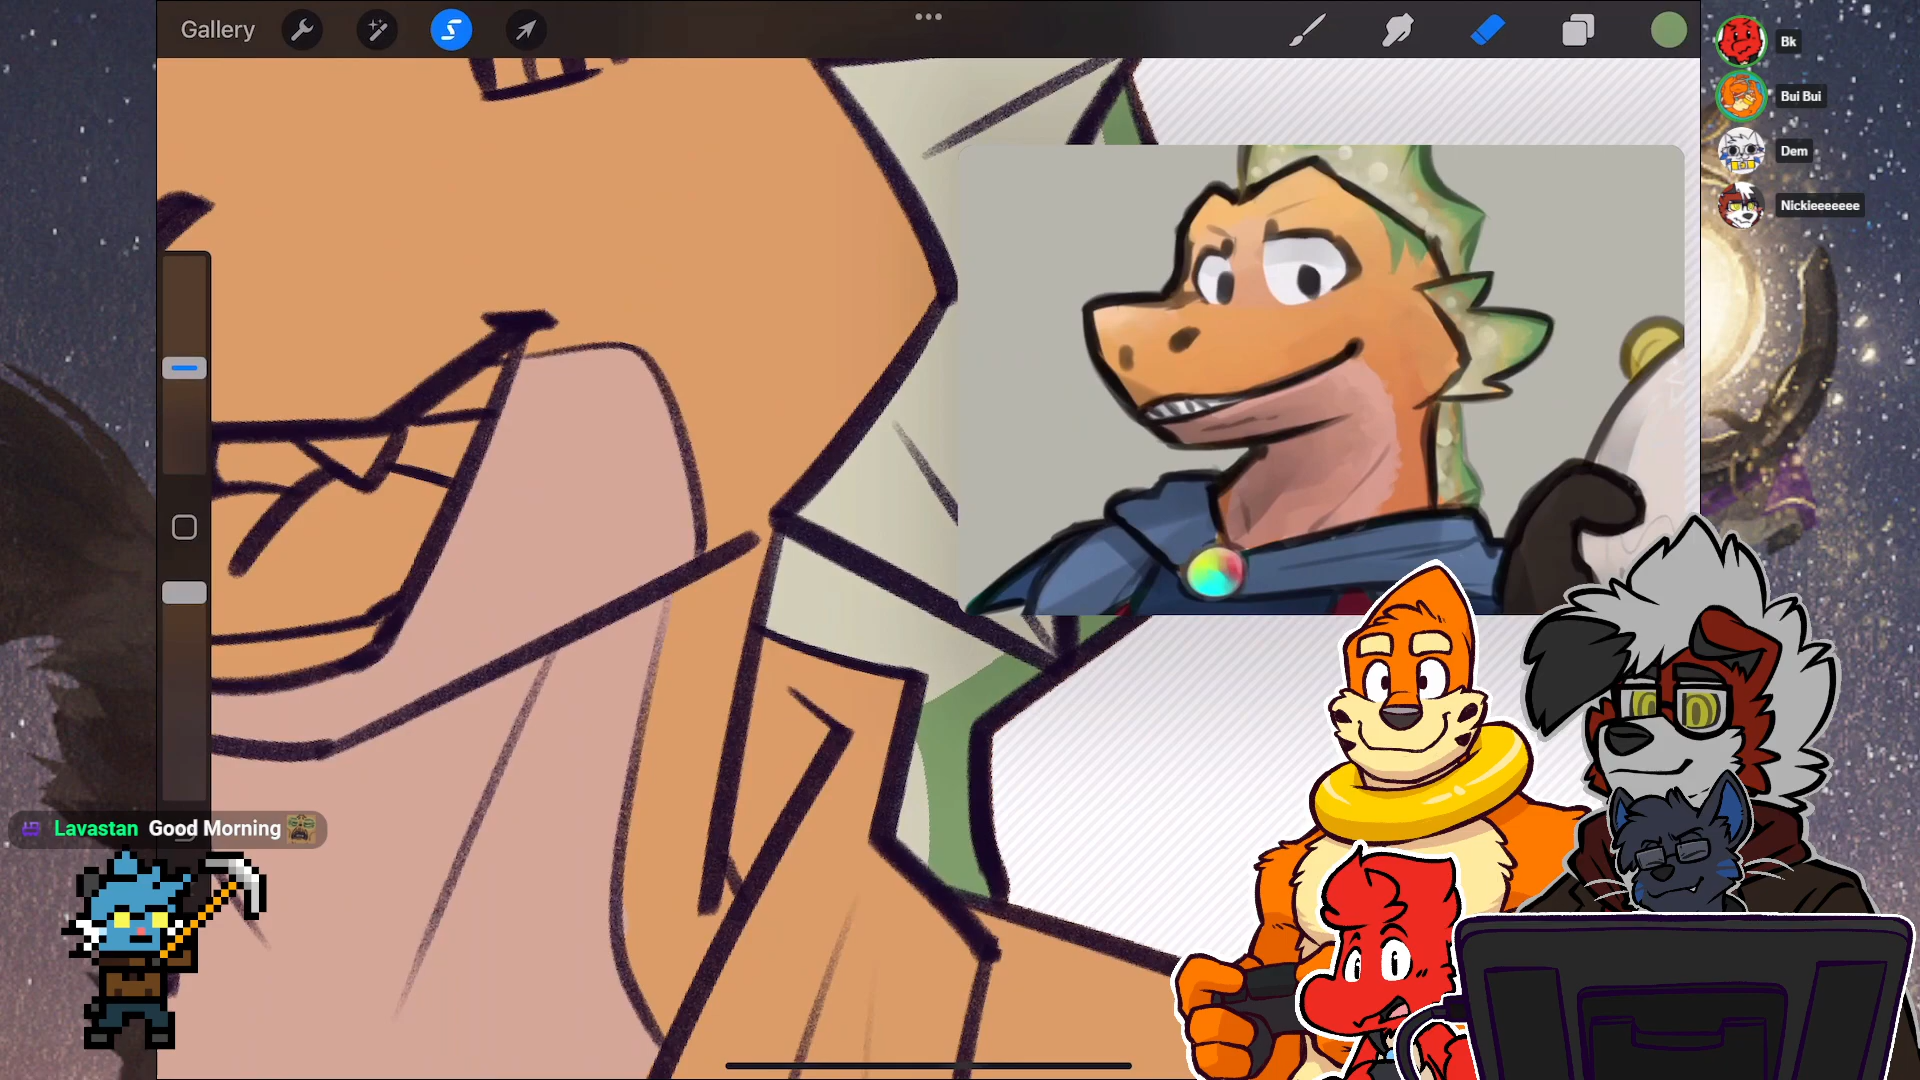 Gallery
Bk
Bui Bui
Dem
Nickieeeeeee
Lavastan Good Morning